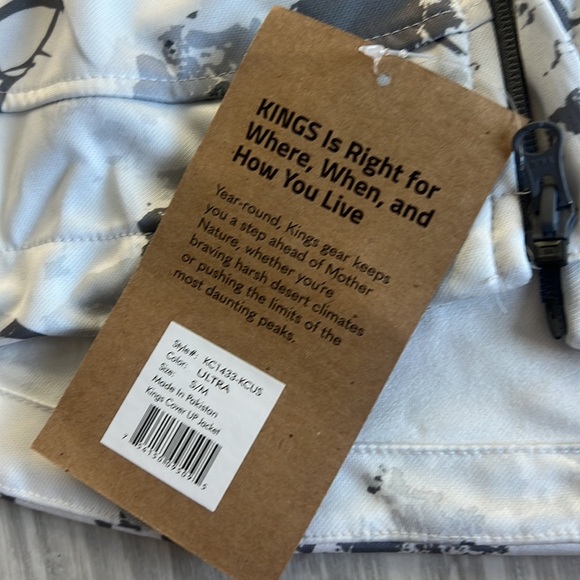 KINGS Is Right for
Where, When, and
How You Live
Year-round, Kings gear keeps
you a step ahead of Mother
Nature, whether you're
braving harsh desert climates
or pushing the limits of the
most daunting peaks.
Style#: KC1433-KCUS
Color: ULTRA
Size: S/M
Made In Pakistan
Kings Cover UP Jacket